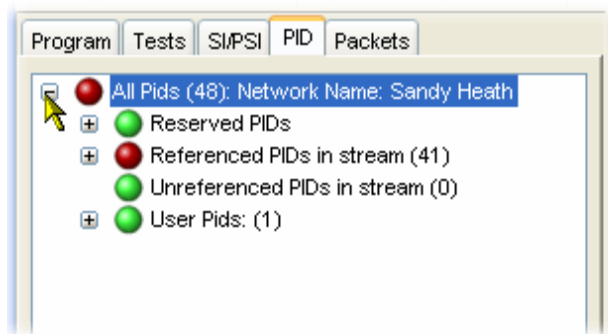 Program Tests SI/PSI PID Packets
All Pids (48): Network Name: Sandy Heath
Reserved PIDs
Referenced PIDs in stream (41)
Unreferenced PIDs in stream (0)
User Pids: (1)